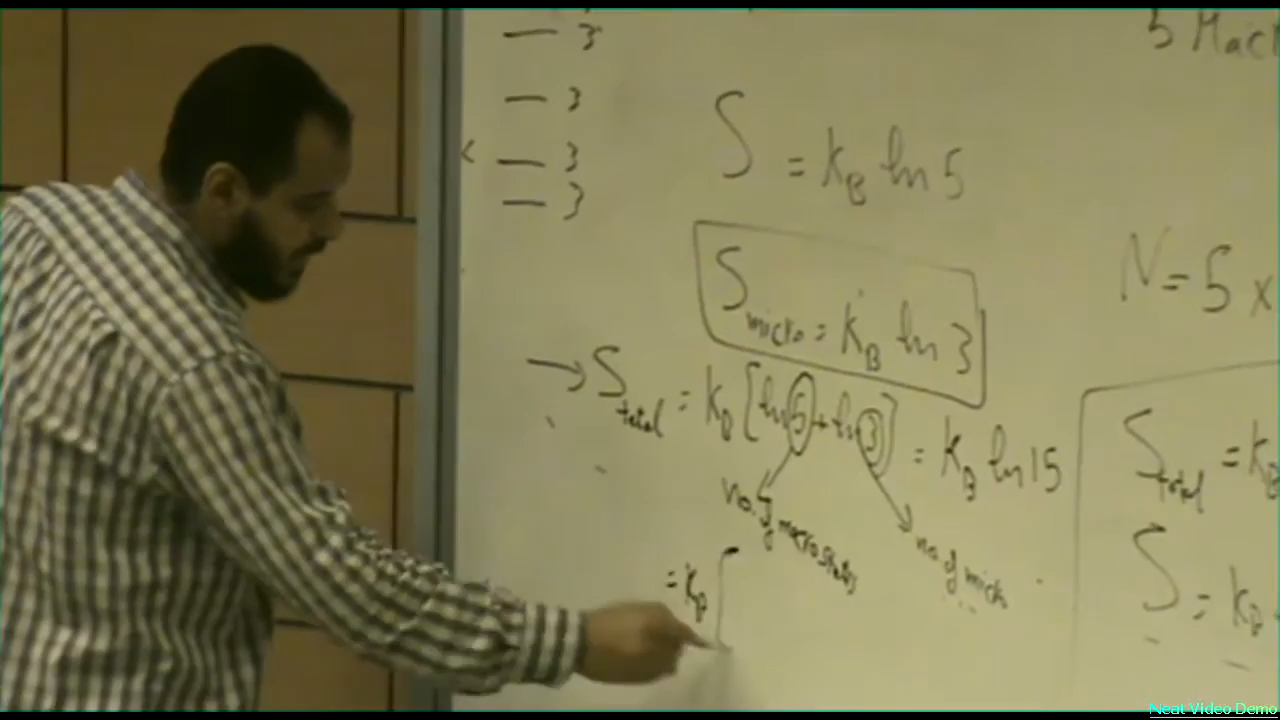 — 3
— 3
— 3
— 3
5 Mac
S = k_B ln 5
S_micro = k_B ln 3
N = 5 x
→ S_total = k_B [ln 5 + ln 3] = k_B ln 15
no. of macrostates
no. of mich
= k_B [
S_total = k_B
S = k_B
Neat Video Demo